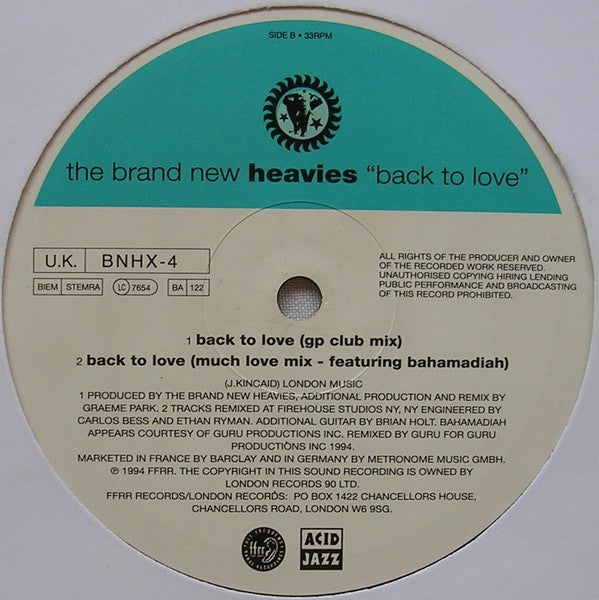 SIDE B • 33RPM
the brand new heavies “back to love”
U.K. BNHX-4
BIEM STEMRA LC 7654 BA 122
ALL RIGHTS OF THE PRODUCER AND OWNER
OF THE RECORDED WORK RESERVED.
UNAUTHORISED COPYING HIRING LENDING
PUBLIC PERFORMANCE AND BROADCASTING
OF THIS RECORD PROHIBITED.
1 back to love (gp club mix)
2 back to love (much love mix - featuring bahamadiah)
(J.KINCAID) LONDON MUSIC
1 PRODUCED BY THE BRAND NEW HEAVIES, ADDITIONAL PRODUCTION AND REMIX BY
GRAEME PARK. 2 TRACKS REMIXED AT FIREHOUSE STUDIOS NY, NY ENGINEERED BY
CARLOS BESS AND ETHAN RYMAN. ADDITIONAL GUITAR BY BRIAN HOLT. BAHAMADIAH
APPEARS COURTESY OF GURU PRODUCTIONS INC. REMIXED BY GURU FOR GURU
PRODUCTIONS INC 1994.
MARKETED IN FRANCE BY BARCLAY AND IN GERMANY BY METRONOME MUSIC GMBH.
℗ 1994 FFRR. THE COPYRIGHT IN THIS SOUND RECORDING IS OWNED BY
LONDON RECORDS 90 LTD.
FFRR RECORDS/LONDON RECORDS: PO BOX 1422 CHANCELLORS HOUSE,
CHANCELLORS ROAD, LONDON W6 9SG.
ffrr
ACID
JAZZ